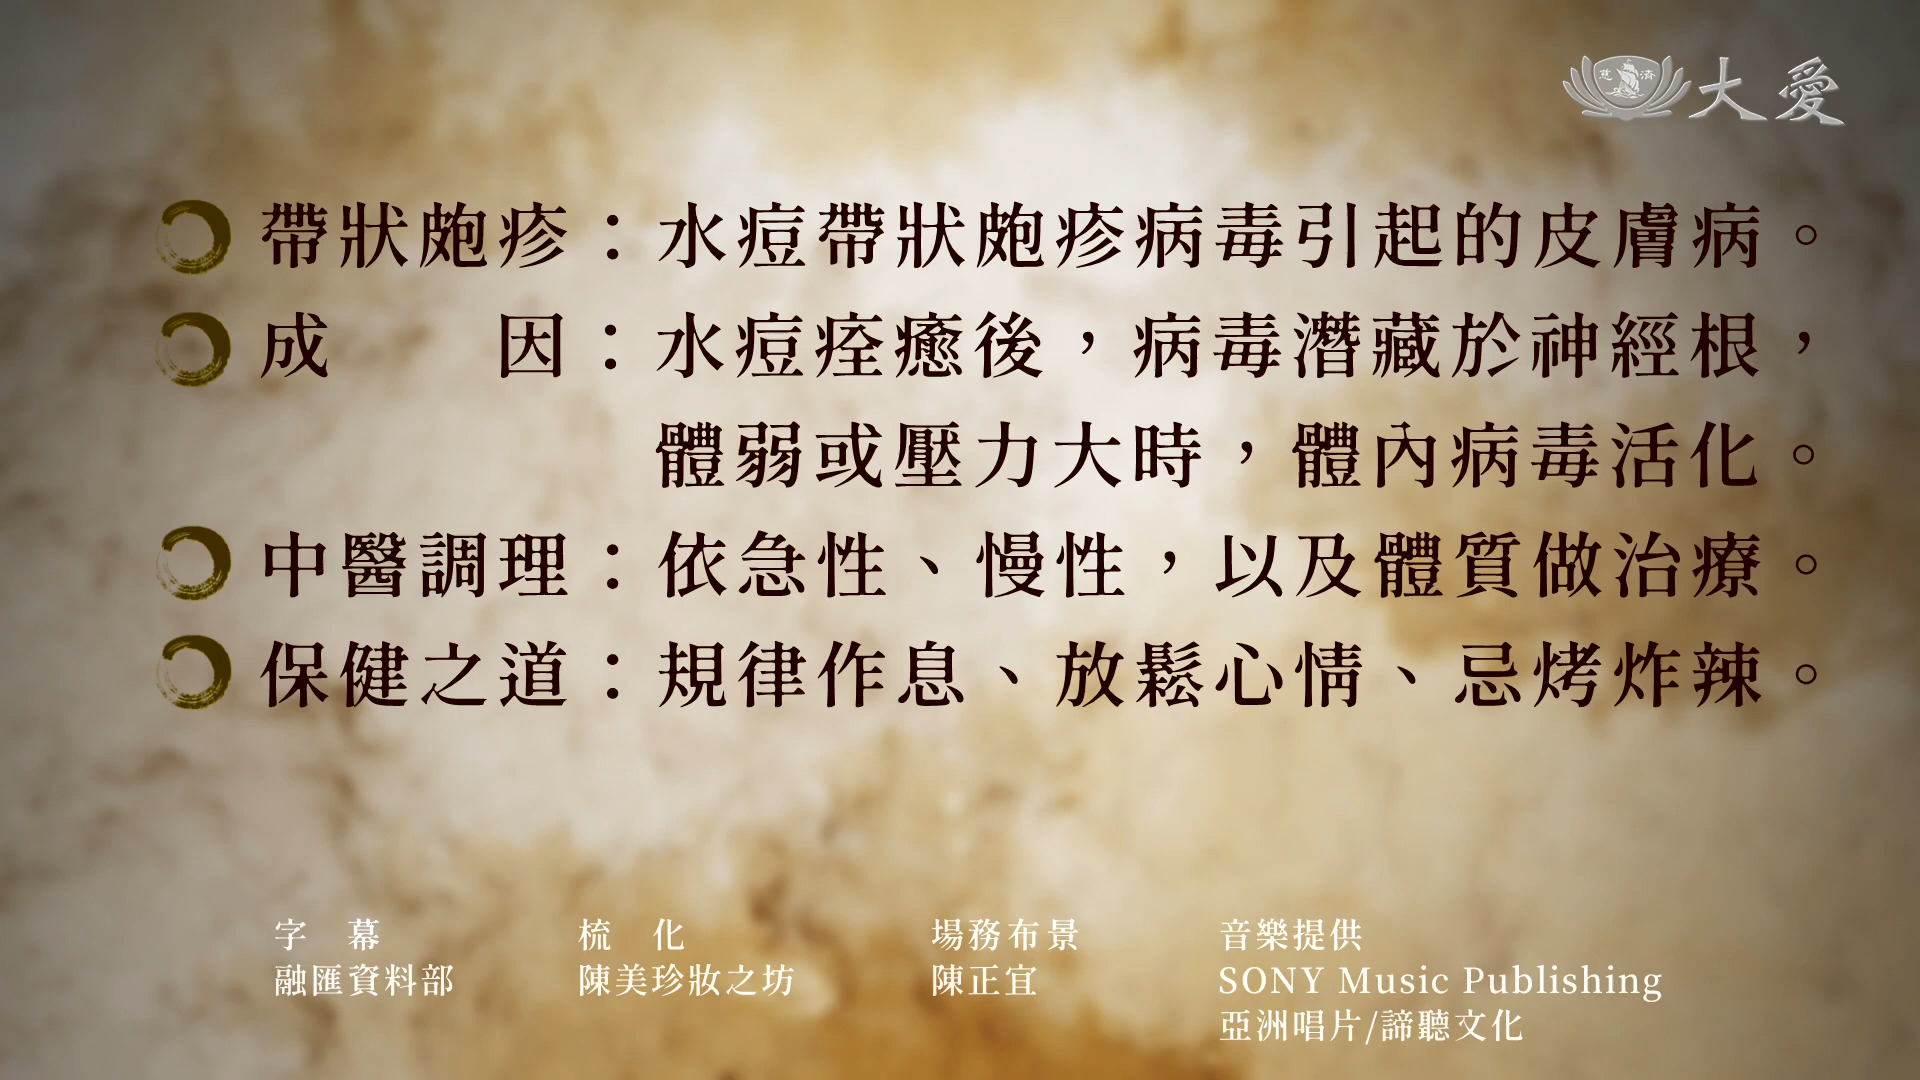 慈濟 大愛
帶狀皰疹：水痘帶狀皰疹病毒引起的皮膚病。
成　　因：水痘痊癒後，病毒潛藏於神經根，
體弱或壓力大時，體內病毒活化。
中醫調理：依急性、慢性，以及體質做治療。
保健之道：規律作息、放鬆心情、忌烤炸辣。
字　幕　梳　化　場務布景　音樂提供
融匯資料部　陳美珍妝之坊　陳正宜　SONY Music Publishing
亞洲唱片/諦聽文化